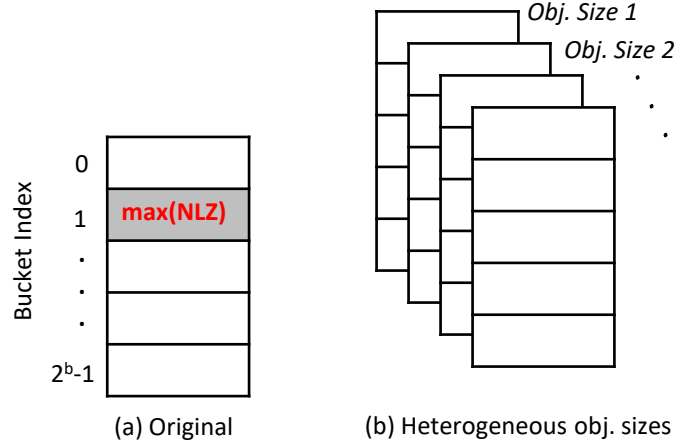 Obj. Size 1
Obj. Size 2
.
.
.
Bucket Index
0
1
max(NLZ)
.
.
.
2ᵇ-1
(a) Original
(b) Heterogeneous obj. sizes